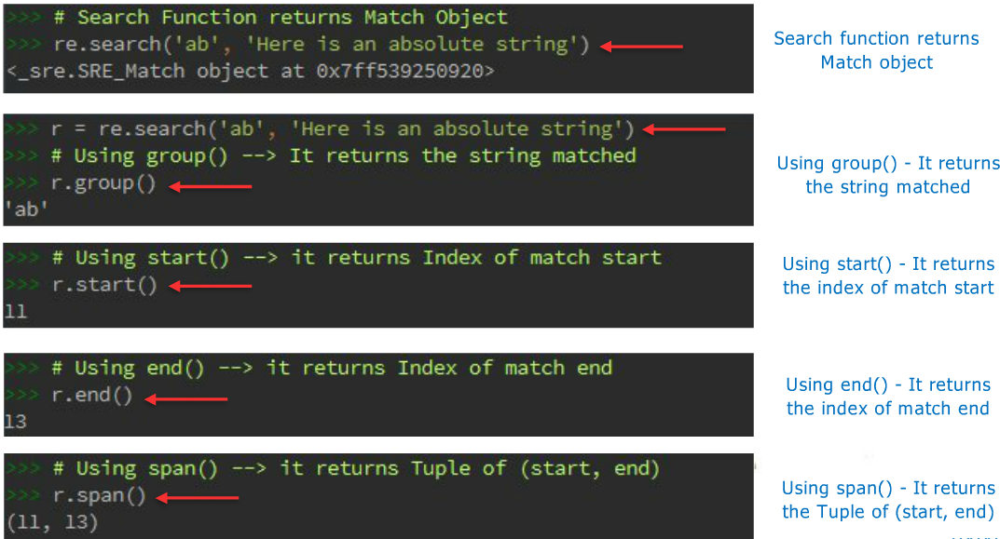 >>> # Search Function returns Match Object
>>> re.search('ab', 'Here is an absolute string')
<_sre.SRE_Match object at 0x7ff539250920>
Search function returns
Match object
>>> r = re.search('ab', 'Here is an absolute string')
>>> # Using group() --> It returns the string matched
>>> r.group()
'ab'
Using group() - It returns
the string matched
>>> # Using start() --> it returns Index of match start
>>> r.start()
11
Using start() - It returns
the index of match start
>>> # Using end() --> it returns Index of match end
>>> r.end()
13
Using end() - It returns
the index of match end
>>> # Using span() --> it returns Tuple of (start, end)
>>> r.span()
(11, 13)
Using span() - It returns
the Tuple of (start, end)